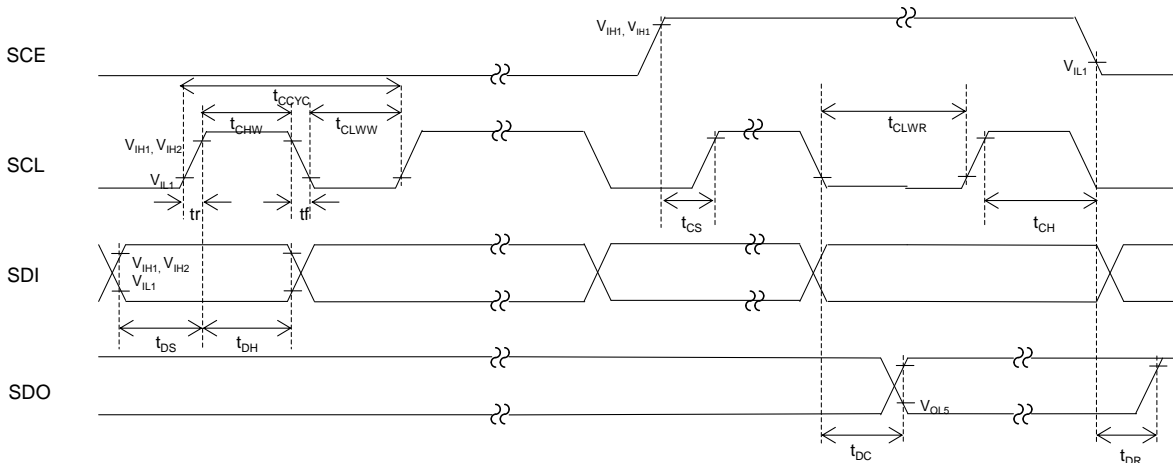 SCE
V_IH1, V_IH1
V_IL1
t_CCYC
t_CHW
t_CLWW
t_CLWR
SCL
V_IH1, V_IH2
V_IL1
tr
tf
t_CS
t_CH
SDI
V_IH1, V_IH2
V_IL1
t_DS
t_DH
SDO
V_OL5
t_DC
t_DR